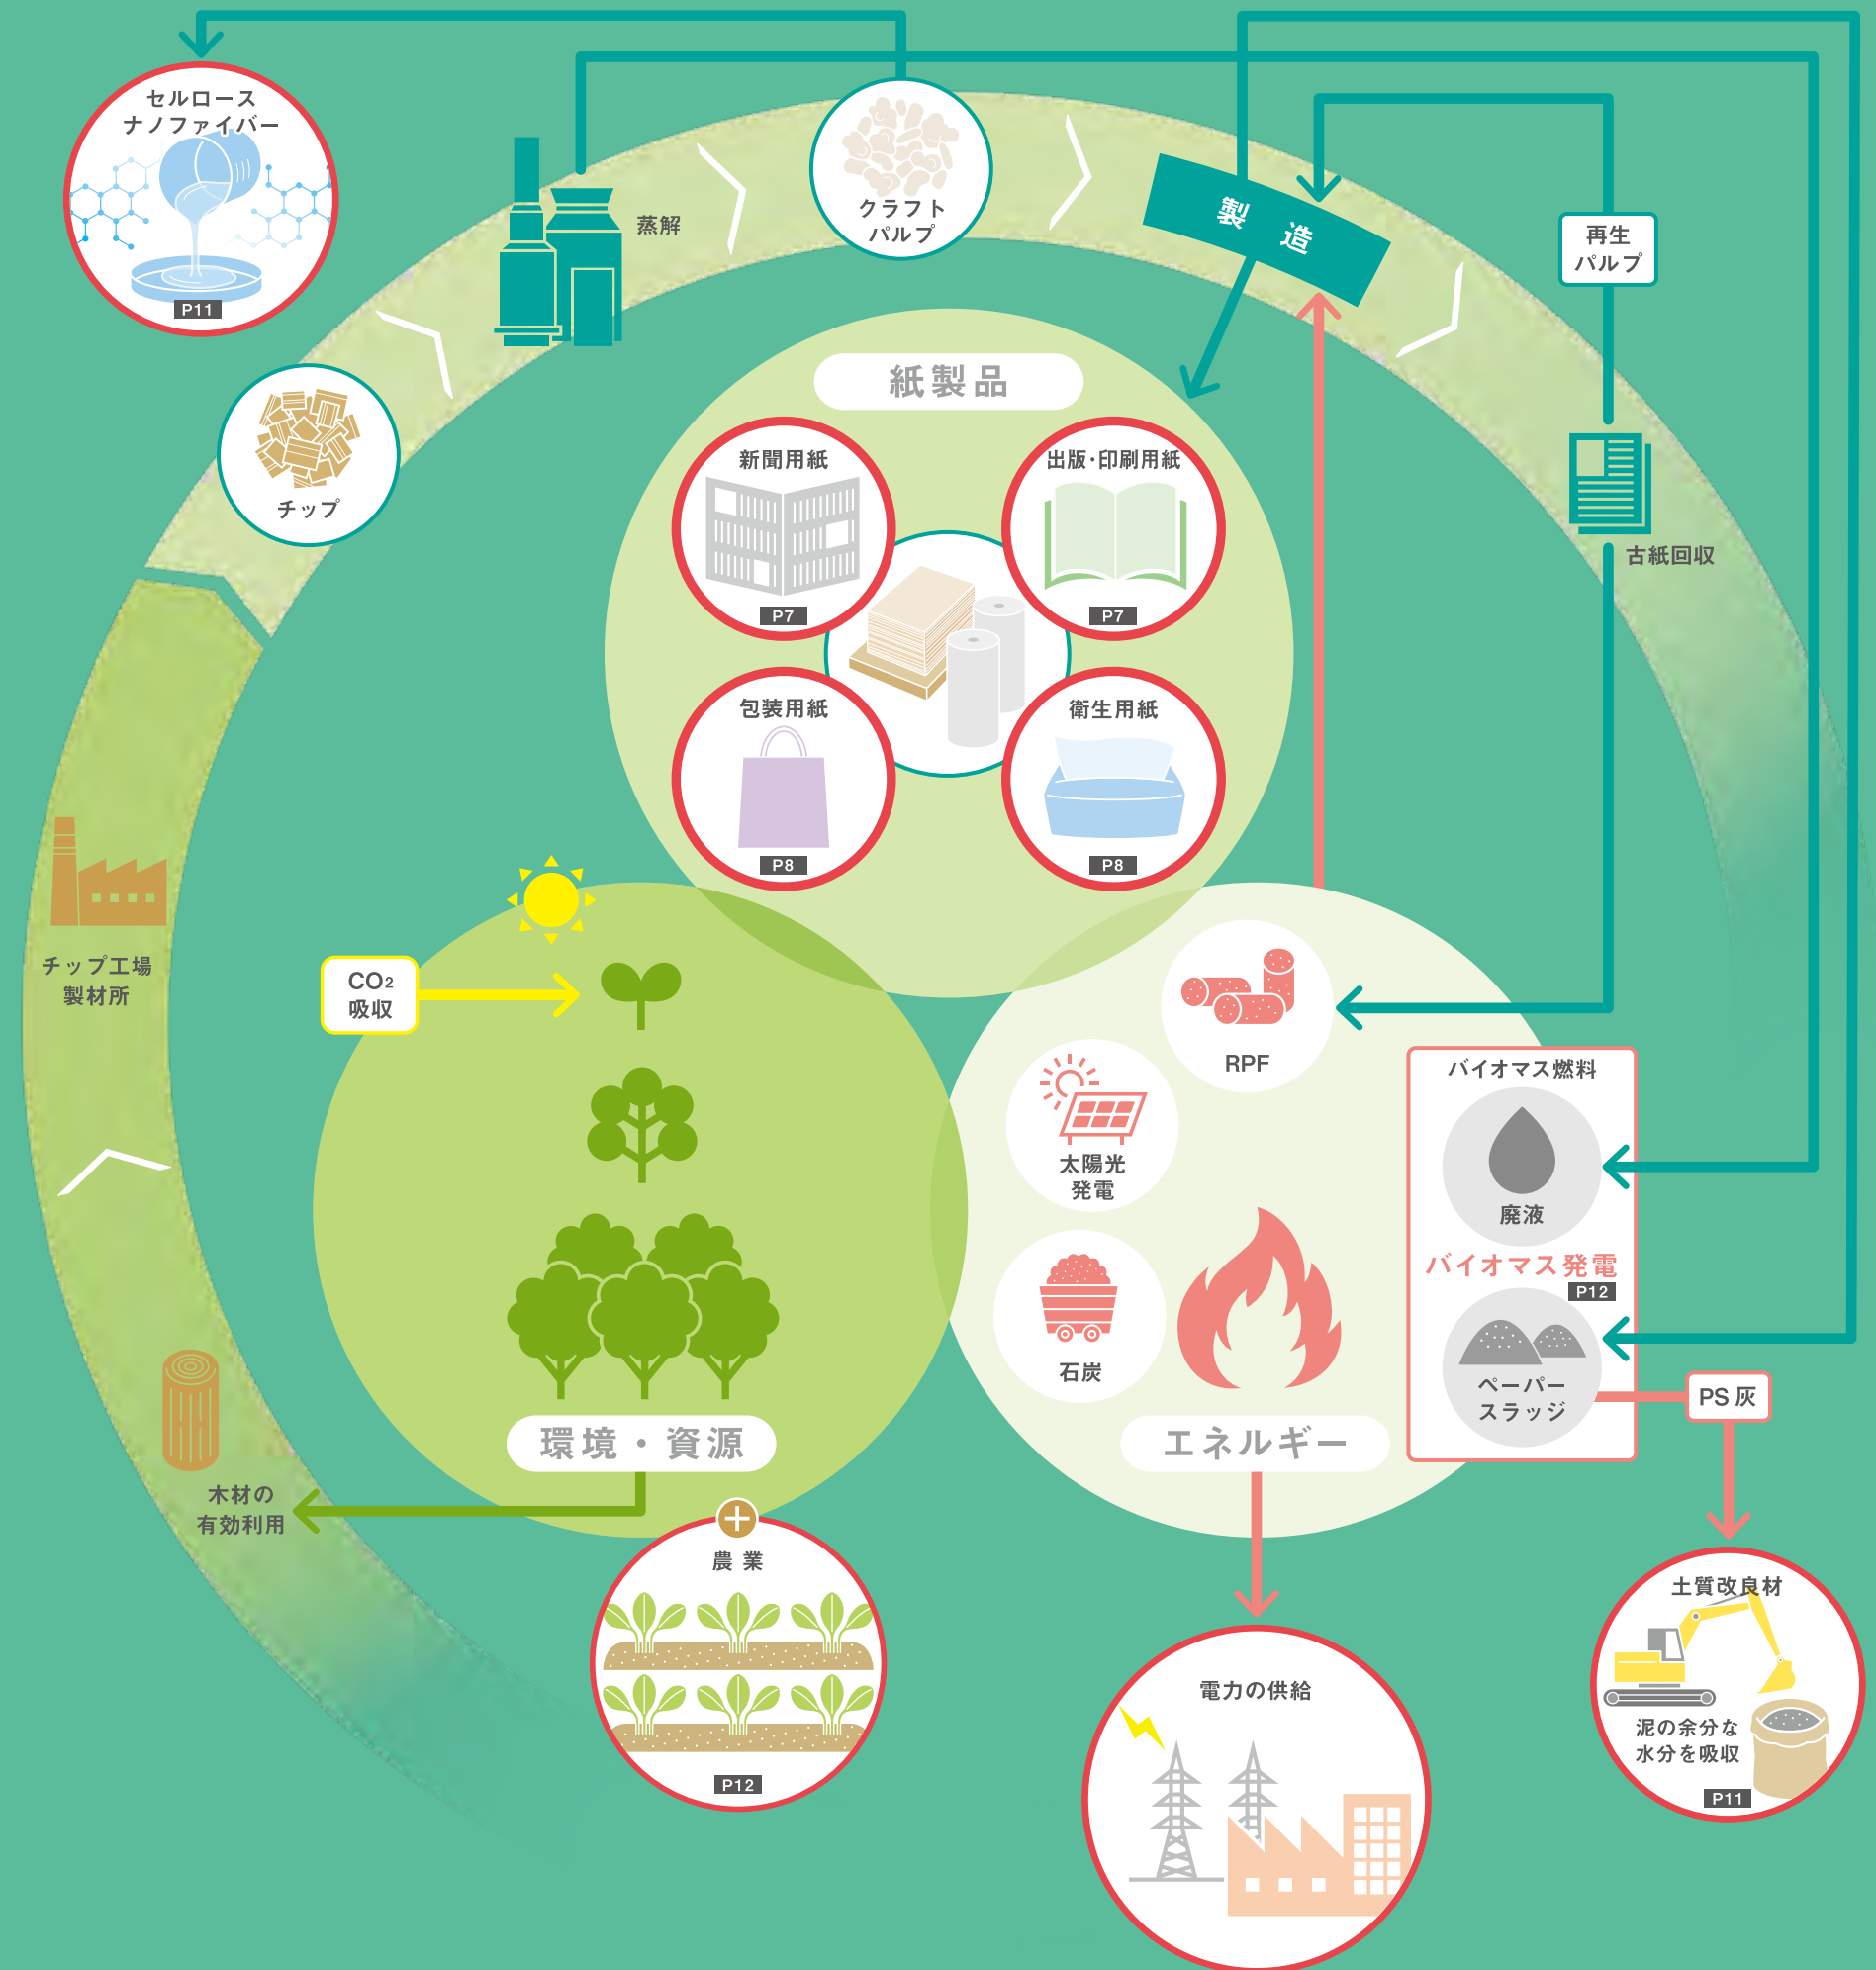 セルロース
ナノファイバー
P11
蒸解
クラフト
パルプ
製造
再生
パルプ
チップ
紙製品
新聞用紙
P7
出版・印刷用紙
P7
古紙回収
包装用紙
P8
衛生用紙
P8
チップ工場
製材所
CO₂
吸収
RPF
太陽光
発電
石炭
バイオマス燃料
廃液
バイオマス発電
P12
ペーパー
スラッジ
PS 灰
環境・資源
エネルギー
木材の
有効利用
農業
P12
電力の供給
土質改良材
泥の余分な
水分を吸収
P11